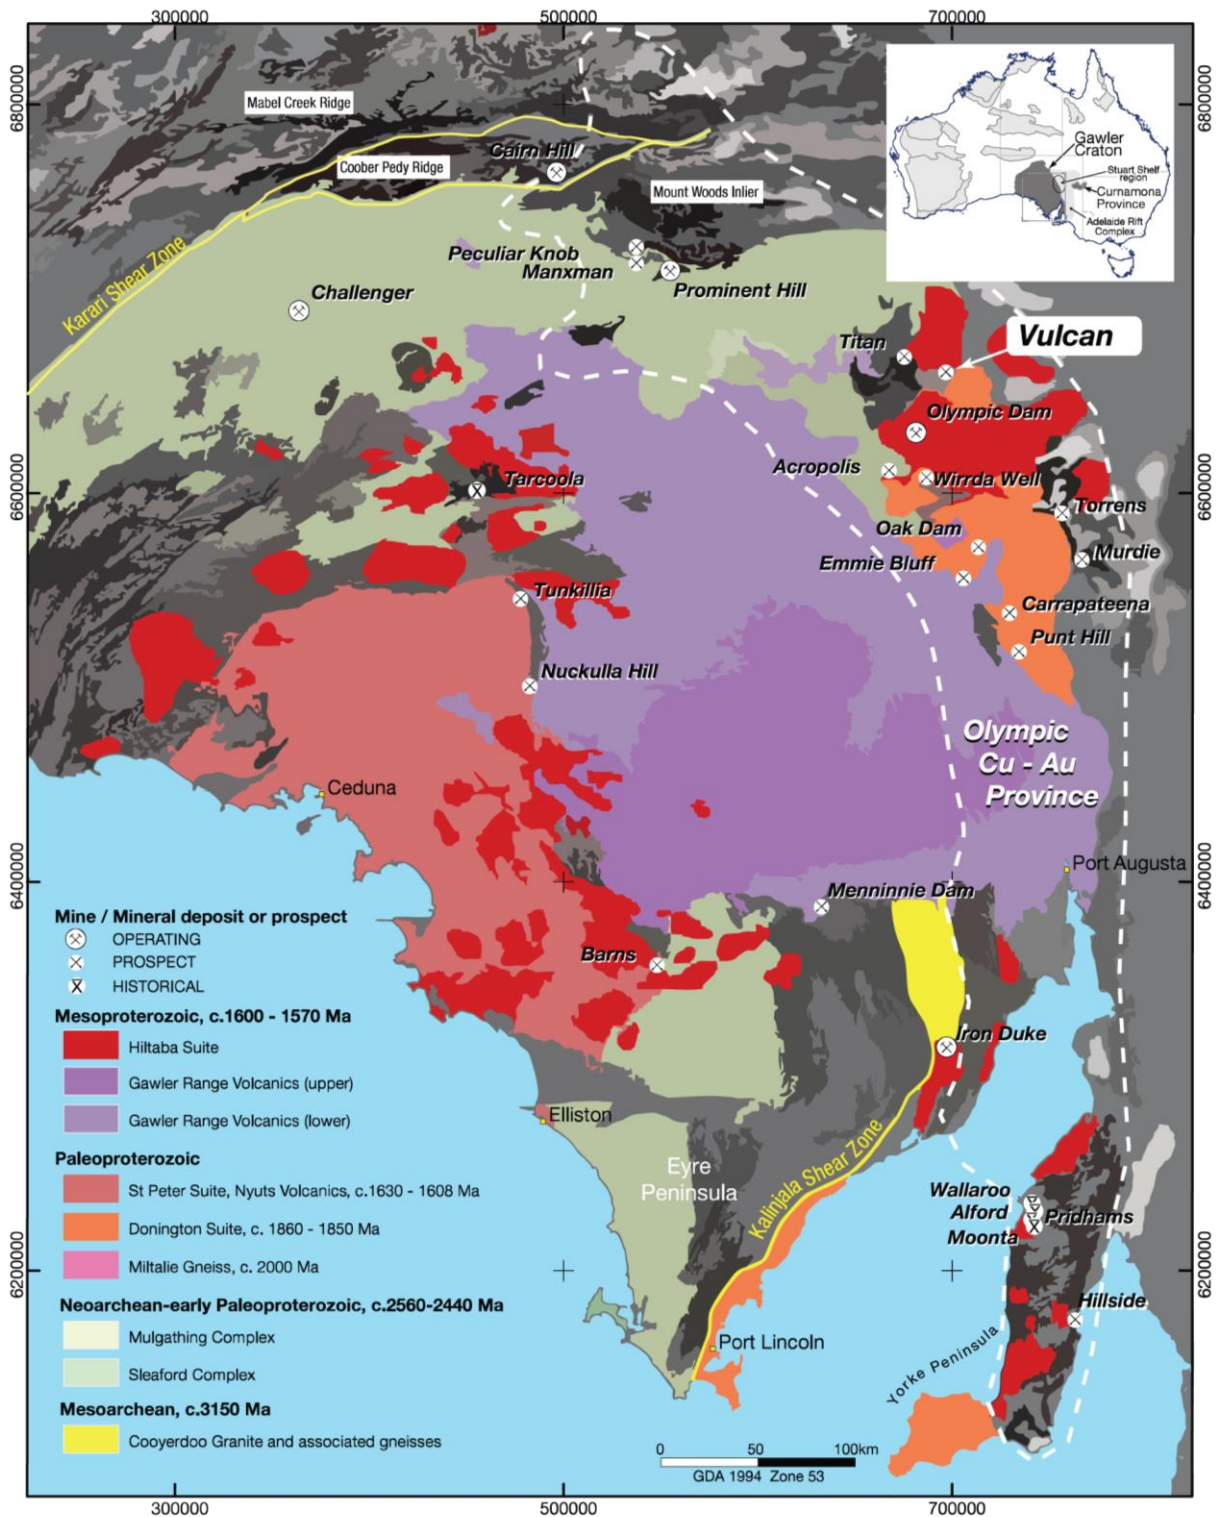 300000
500000
700000
6800000
6800000
Mabel Creek Ridge
Coober Pedy Ridge
Cairn Hill
Mount Woods Inlier
Gawler
Craton
Stuart Shelf
region
Curnamona
Province
Adelaide Rift
Complex
Karari Shear Zone
Peculiar Knob
Manxman
Prominent Hill
Challenger
Titan
Vulcan
Olympic Dam
Acropolis
Wirrda Well
Tarcoola
6600000
6600000
Torrens
Oak Dam
Murdie
Emmie Bluff
Tunkillia
Carrapateena
Punt Hill
Nuckulla Hill
Olympic
Cu - Au
Province
Ceduna
Port Augusta
6400000
6400000
Menninnie Dam
Barns
Iron Duke
Elliston
Eyre
Peninsula
Kalinjala Shear Zone
Wallaroo
Alford
Pridhams
Moonta
6200000
6200000
Hillside
Port Lincoln
Yorke Peninsula
Mine / Mineral deposit or prospect
OPERATING
PROSPECT
HISTORICAL
Mesoproterozoic, c.1600 - 1570 Ma
Hiltaba Suite
Gawler Range Volcanics (upper)
Gawler Range Volcanics (lower)
Paleoproterozoic
St Peter Suite, Nyuts Volcanics, c.1630 - 1608 Ma
Donington Suite, c. 1860 - 1850 Ma
Miltalie Gneiss, c. 2000 Ma
Neoarchean-early Paleoproterozoic, c.2560-2440 Ma
Mulgathing Complex
Sleaford Complex
Mesoarchean, c.3150 Ma
Cooyerdoo Granite and associated gneisses
0 50 100km
GDA 1994 Zone 53
300000
500000
700000